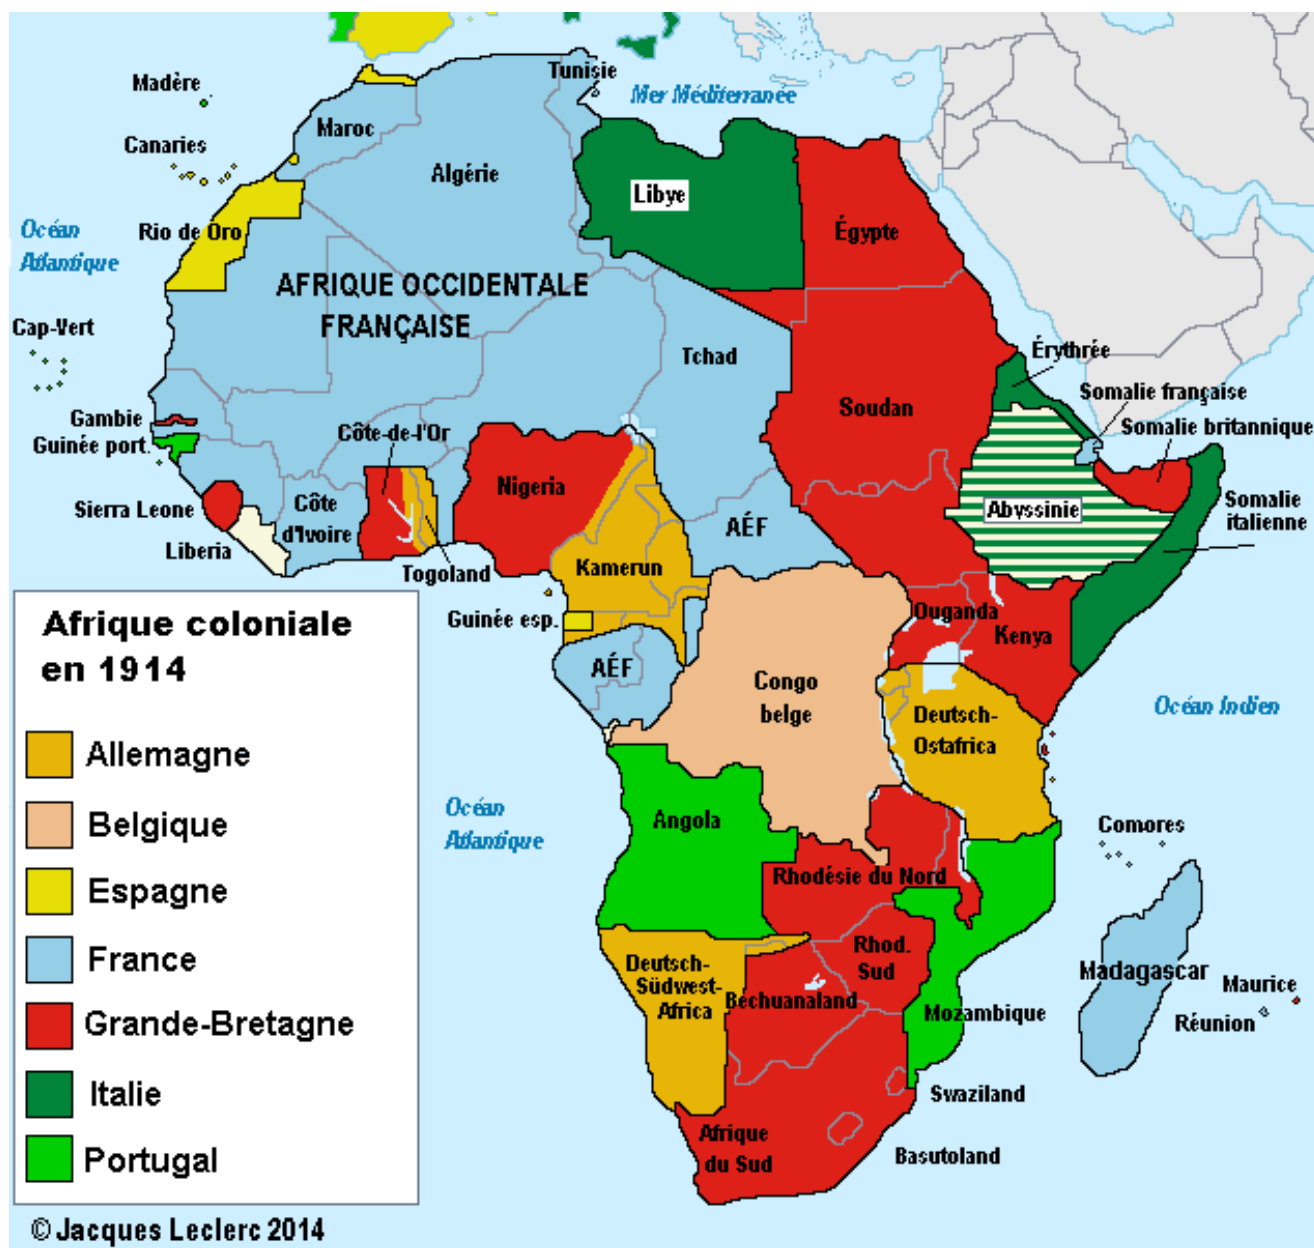 Madère
Tunisie
Mer Méditerranée
Maroc
Canaries
Algérie
Libye
Océan
Atlantique
Rio de Oro
Égypte
AFRIQUE OCCIDENTALE
FRANÇAISE
Cap-Vert
Tchad
Érythrée
Somalie française
Gambie
Soudan
Somalie britannique
Guinée port.
Côte-de-l'Or
Nigeria
Somalie
italienne
Sierra Leone
Côte
d'Ivoire
Abyssinie
AÉF
Liberia
Togoland
Kamerun
Guinée esp.
Ouganda
Kenya
AÉF
Congo
belge
Océan Indien
Deutsch-
Ostafrica
Afrique coloniale
en 1914
Allemagne
Belgique
Espagne
France
Grande-Bretagne
Italie
Portugal
Océan
Atlantique
Angola
Comores
Rhodésie du Nord
Rhod.
Sud
Deutsch-
Südwest-
Africa
Bechuanaland
Madagascar
Maurice
Mozambique
Réunion
Swaziland
Afrique
du Sud
Basutoland
© Jacques Leclerc 2014